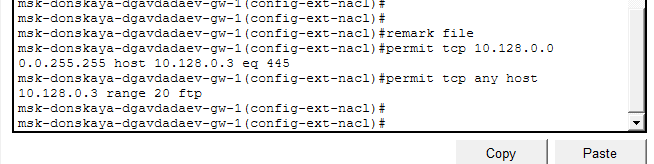 msk-donskaya-dgavdadaev-gw-1(config-ext-nacl)#
msk-donskaya-dgavdadaev-gw-1(config-ext-nacl)#
msk-donskaya-dgavdadaev-gw-1(config-ext-nacl)#remark file
msk-donskaya-dgavdadaev-gw-1(config-ext-nacl)#permit tcp 10.128.0.0
0.0.255.255 host 10.128.0.3 eq 445
msk-donskaya-dgavdadaev-gw-1(config-ext-nacl)#permit tcp any host
10.128.0.3 range 20 ftp
msk-donskaya-dgavdadaev-gw-1(config-ext-nacl)#
msk-donskaya-dgavdadaev-gw-1(config-ext-nacl)#
Copy Paste